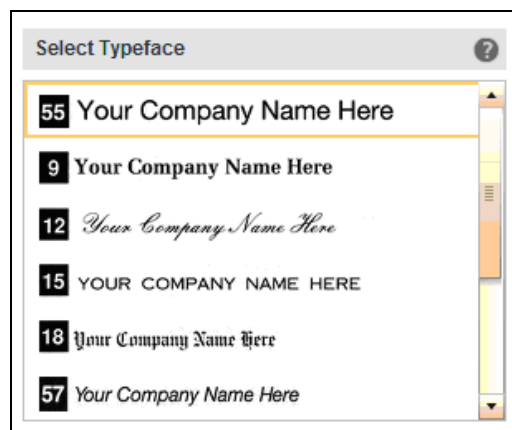 Select Typeface ?
55 Your Company Name Here
9 Your Company Name Here
12 Your Company Name Here
15 YOUR COMPANY NAME HERE
18 Your Company Name Here
57 Your Company Name Here